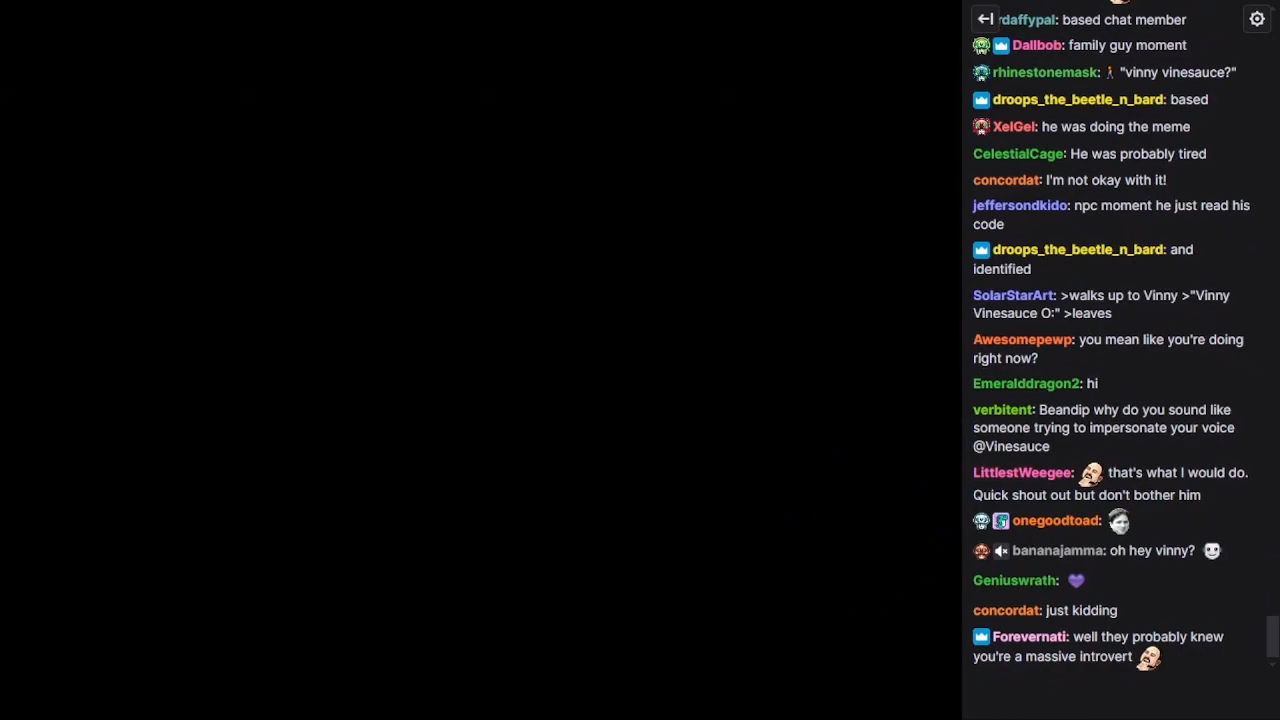 rdaffypal: based chat member
Dallbob: family guy moment
rhinestonemask: "vinny vinesauce?"
droops_the_beetle_n_bard: based
XelGel: he was doing the meme
CelestialCage: He was probably tired
concordat: I'm not okay with it!
jeffersondkido: npc moment he just read his
code
droops_the_beetle_n_bard: and
identified
SolarStarArt: >walks up to Vinny >"Vinny
Vinesauce O:" >leaves
Awesomepewp: you mean like you're doing
right now?
Emeralddragon2: hi
verbitent: Beandip why do you sound like
someone trying to impersonate your voice
@Vinesauce
LittlestWeegee: that's what I would do.
Quick shout out but don't bother him
onegoodtoad:
bananajamma: oh hey vinny?
Geniuswrath:
concordat: just kidding
Forevernati: well they probably knew
you're a massive introvert